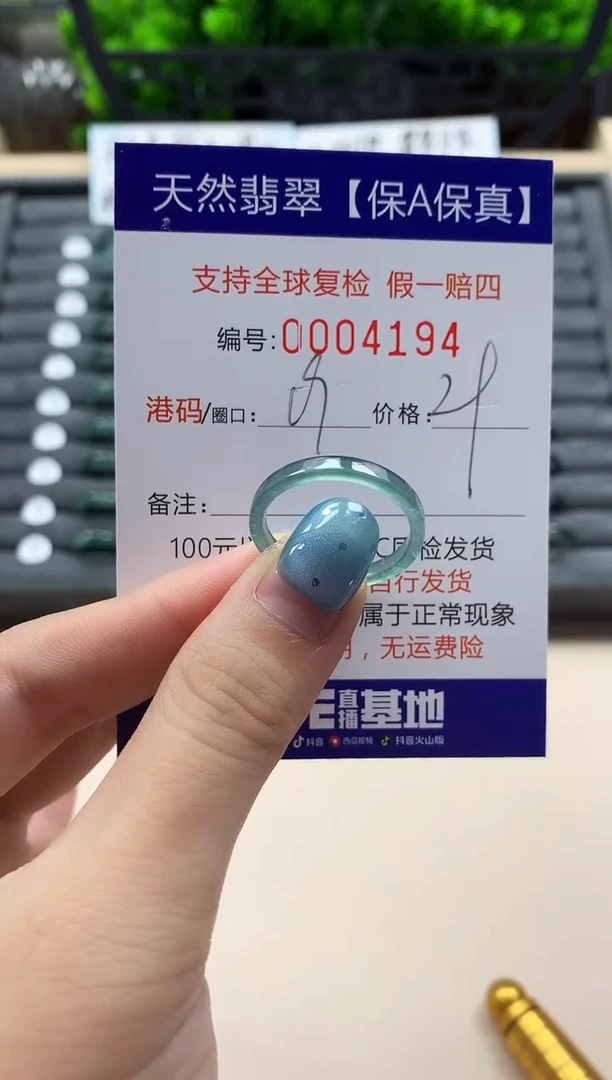 天然翡翠【保A保真】
支持全球复检 假一赔四
编号:0004194
港码/圈口: 价格:
备注:
100元 检发货
自行发货
属于正常现象
,无运费险
直播基地
抖音 西瓜视频 抖音火山版